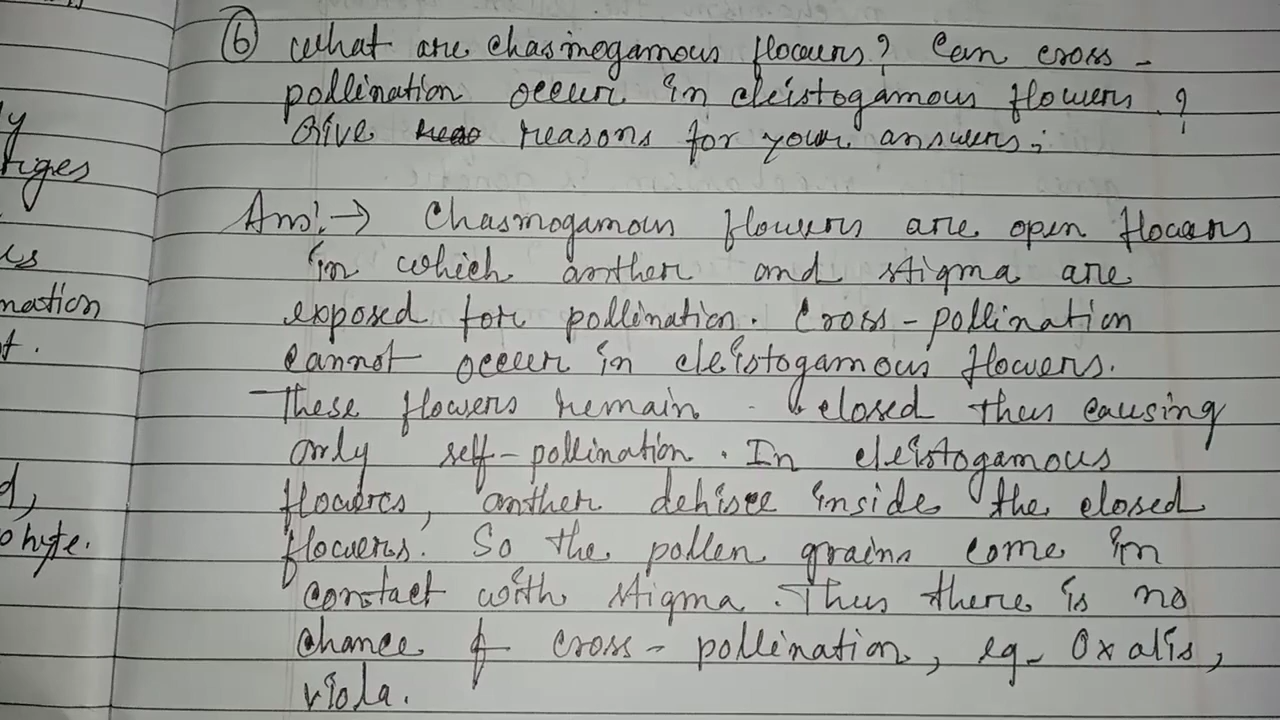 y
riges
es
nation
t.
d,
ohyte.
⑥ What are chasmogamous flowers? Can cross-
pollination occur in cleistogamous flowers?
Give reasons for your answers.
Ans:→ Chasmogamous flowers are open flowers
in which anther and stigma are
exposed for pollination. Cross-pollination
cannot occur in cleistogamous flowers.
These flowers remain closed thus causing
only self-pollination. In cleistogamous
flowers, anther dehisce inside the closed
flowers. So the pollen grains come in
contact with stigma. Thus there is no
chance of cross-pollination, eg- Oxalis,
viola.